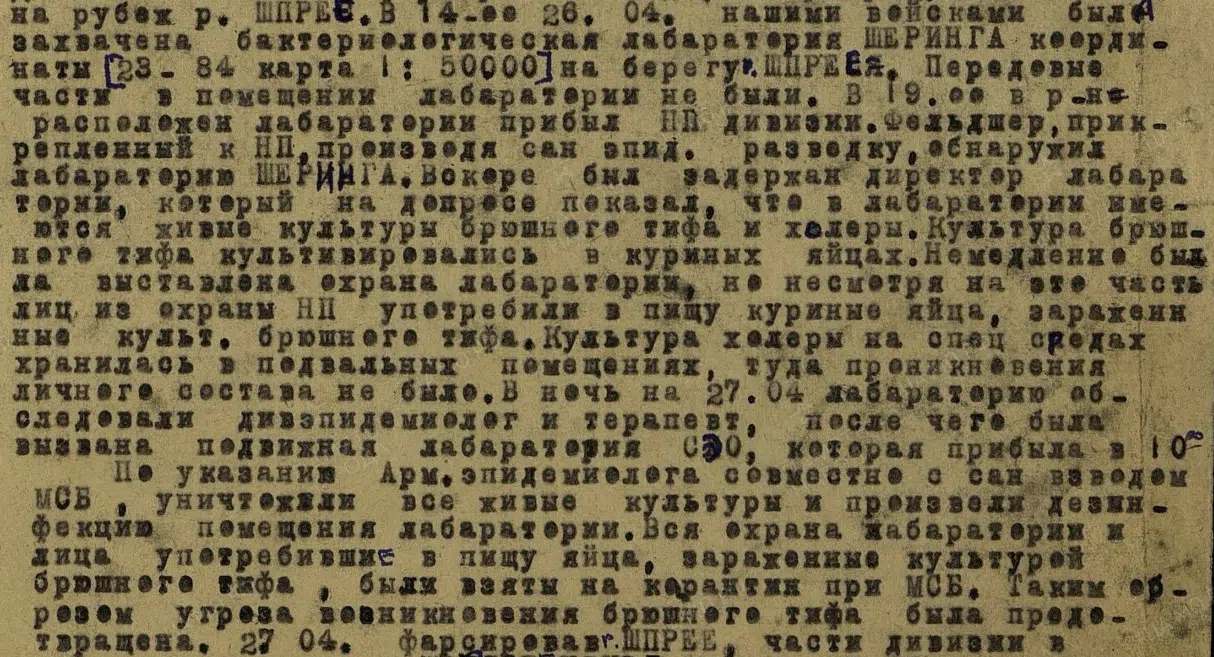 на рубеж р. ШПРЕЕ. В 14-00 26. 04. нашими войсками была
захвачена бактериологическая лабаратория ШЕРИНГА коорди-
наты [23 - 84 карта 1: 50000] на берегу р. ШПРЕЕЯ. Передовые
части в помещении лабаратории не были. В 19.00 в р-не
расположен лабаратории прибыл НП дивизии. Фельдшер, прик-
репленный к НП, произведя сан эпид. разведку, обнаружил
лабараторию ШЕРИНГА. Вскоре был задержан директор лабара
тории, который на допросе показал, что в лабаратории име-
ются живые культуры брюшного тифа и холеры. Культура брюш-
ного тифа культивировались в куриных яйцах. Немедленно был
ла выставлена охрана лабаратории, но несмотря на это часть
лиц из охраны НП употребили в пищу куриные яйца, зараженн
ные культ. брюшного тифа. Культура холеры на спец средах
хранилась в подвальных помещениях, туда проникновения
личного состава не было. В ночь на 27.04 лабараторию об-
следовали дивэпидемиолог и терапевт, после чего была
вызвана подвижная лабаратория СЭО, которая прибыла в 10⁰⁰
По указанию Арм.эпидемиолога совместно с сан взводом
МСБ , уничтожили все живые культуры и произвели дезин-
фекцию помещения лабаратории. Вся охрана лабаратории и
лица употребившие в пищу яйца, зараженные культурой
брюшного тифа , были взяты на карантин при МСБ. Таким об-
розом угроза возникновения брюшного тифа была предо-
твращена. 27 04. фарсировав р. ШПРЕЕ, части дивизии в